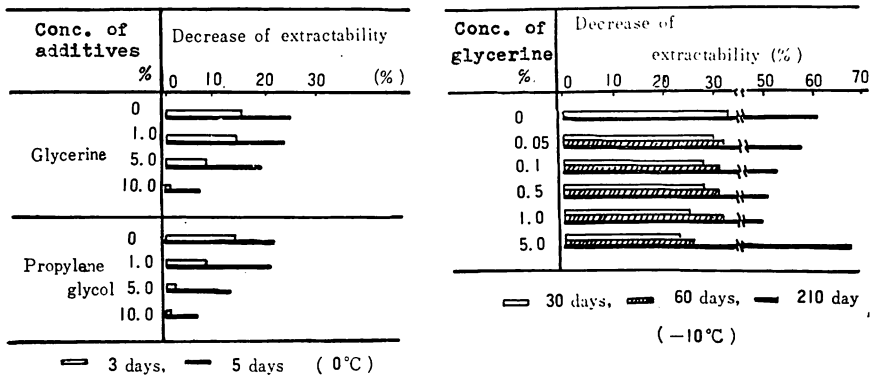 Conc. of
additives
%
Decrease of extractability
0 10 20 30 (%)
Glycerine
0
1.0
5.0
10.0
Propylane
glycol
0
1.0
5.0
10.0
3 days, 5 days (0°C)
Conc. of
glycerine
%.
Decrease of
extractability (%)
0 10 20 30 40 50 60 70
0
0.05
0.1
0.5
1.0
5.0
30 days, 60 days, 210 day
(-10°C)